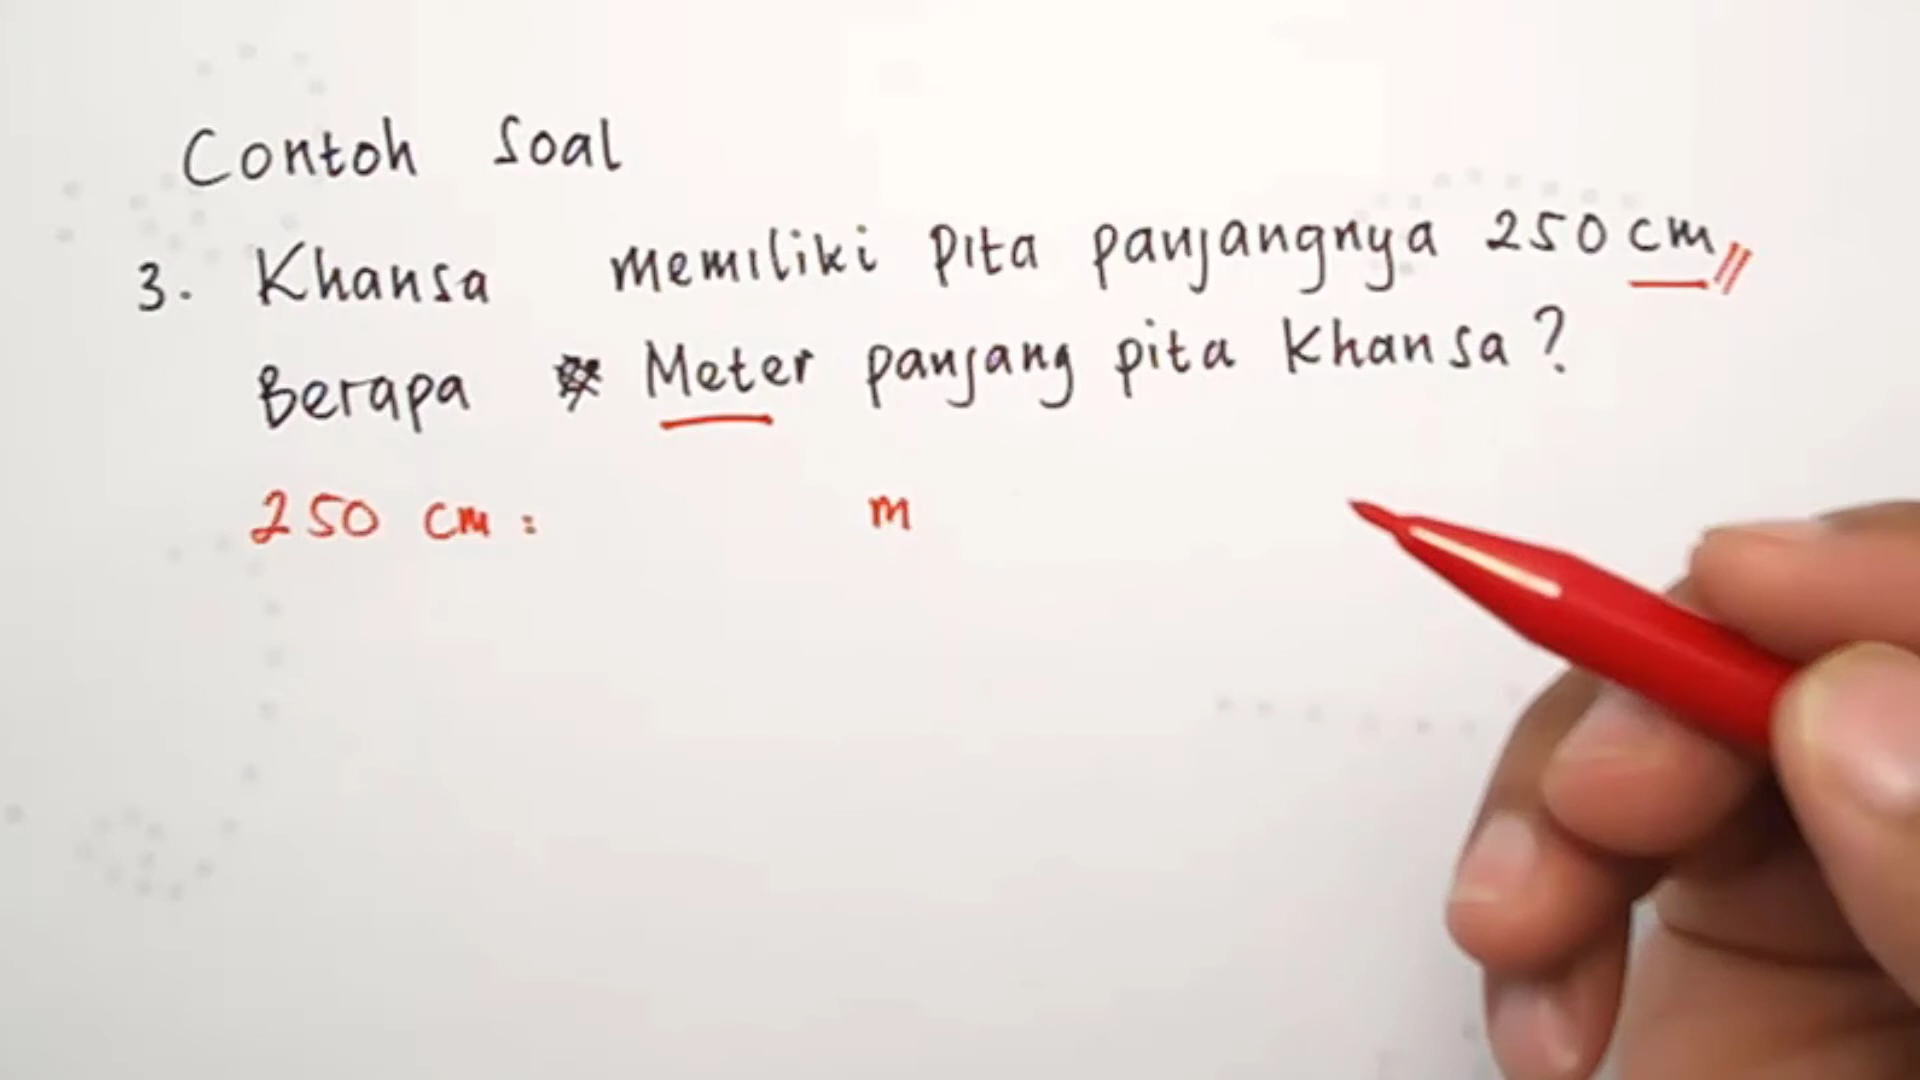 Contoh Soal
3. Khansa memiliki pita panjangnya 250 cm
Berapa Meter panjang pita Khansa?
250 cm = m